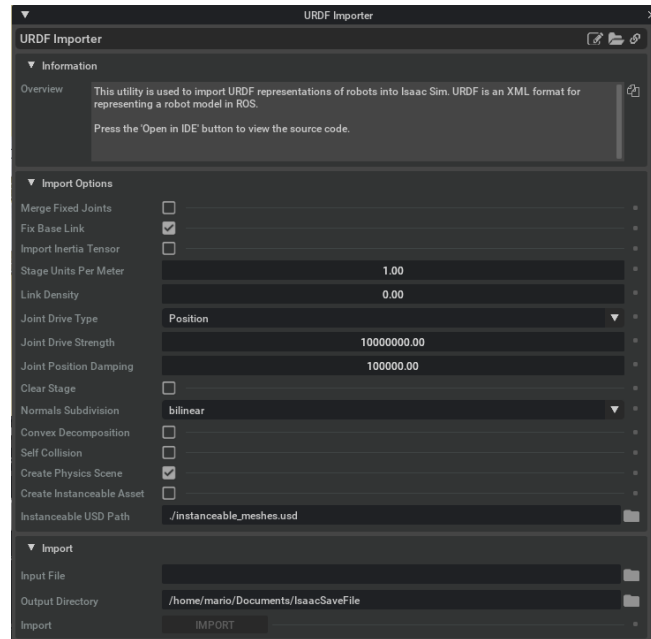 URDF Importer
URDF Importer
Information
Overview
This utility is used to import URDF representations of robots into Isaac Sim. URDF is an XML format for
representing a robot model in ROS.
Press the 'Open in IDE' button to view the source code.
Import Options
Merge Fixed Joints
Fix Base Link
Import Inertia Tensor
Stage Units Per Meter 1.00
Link Density 0.00
Joint Drive Type Position
Joint Drive Strength 10000000.00
Joint Position Damping 100000.00
Clear Stage
Normals Subdivision bilinear
Convex Decomposition
Self Collision
Create Physics Scene
Create Instanceable Asset
Instanceable USD Path ./instanceable_meshes.usd
Import
Input File
Output Directory /home/mario/Documents/IsaacSaveFile
Import IMPORT